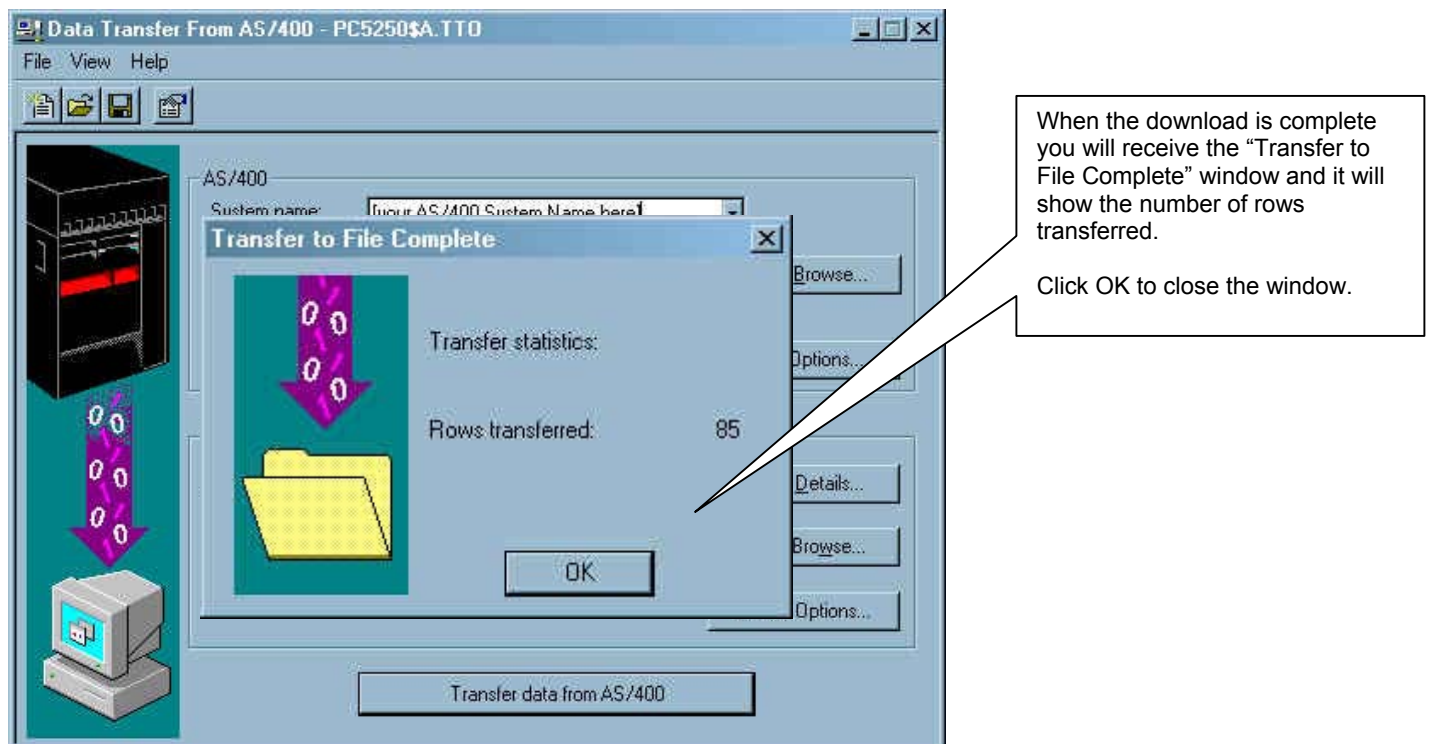 Data Transfer From AS/400 - PC5250$A.TTO
File View Help
AS/400
System name: [your AS/400 System Name here]
Transfer to File Complete
Browse...
Transfer statistics:
Options...
Rows transferred: 85
Details...
Browse...
OK
Options...
Transfer data from AS/400
When the download is complete
you will receive the “Transfer to
File Complete” window and it will
show the number of rows
transferred.
Click OK to close the window.